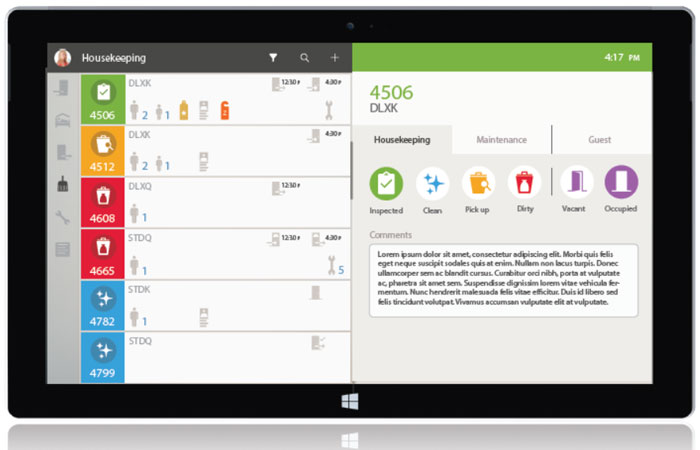 Housekeeping
4:17 PM
DLXK
12:30 P
4:30 P
4506
2
1
DLXK
4:30 P
4512
2
1
DLXQ
12:30 P
4608
1
STDQ
12:30 P
4:30 P
4665
1
5
STDK
4782
1
STDQ
4799
4506
DLXK
Housekeeping
Maintenance
Guest
Inspected
Clean
Pick up
Dirty
Vacant
Occupied
Comments
Lorem ipsum dolor sit amet, consectetur adipiscing elit. Morbi quis felis
eget neque suscipit sodales quis at enim. Nullam non lacus turpis. Donec
ullamcorper sem ac blandit cursus. Curabitur orci nibh, porta at vulputate
ac, pharetra sit amet sem. Suspendisse dignissim lorem vitae vehicula fer-
mentum. Nunc hendrerit malesuada felis vitae efficitur. Duis id libero sed
felis tincidunt volutpat. Vivamus accumsan vulputate elit at vulputate.